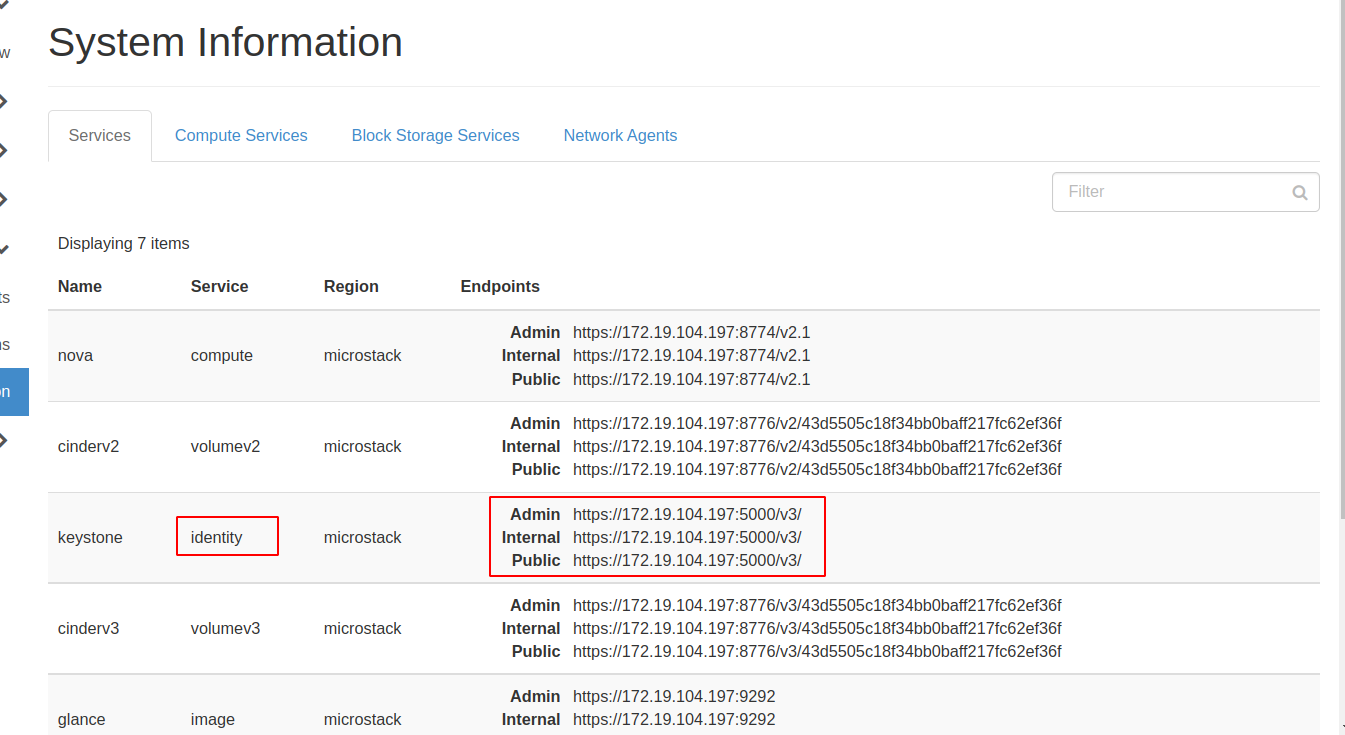 System Information
w
Services Compute Services Block Storage Services Network Agents
Filter
Displaying 7 items
Name Service Region Endpoints
ts
Admin https://172.19.104.197:8774/v2.1
nova compute microstack Internal https://172.19.104.197:8774/v2.1
Public https://172.19.104.197:8774/v2.1
on
Admin https://172.19.104.197:8776/v2/43d5505c18f34bb0baff217fc62ef36f
cinderv2 volumev2 microstack Internal https://172.19.104.197:8776/v2/43d5505c18f34bb0baff217fc62ef36f
Public https://172.19.104.197:8776/v2/43d5505c18f34bb0baff217fc62ef36f
Admin https://172.19.104.197:5000/v3/
keystone identity microstack Internal https://172.19.104.197:5000/v3/
Public https://172.19.104.197:5000/v3/
Admin https://172.19.104.197:8776/v3/43d5505c18f34bb0baff217fc62ef36f
cinderv3 volumev3 microstack Internal https://172.19.104.197:8776/v3/43d5505c18f34bb0baff217fc62ef36f
Public https://172.19.104.197:8776/v3/43d5505c18f34bb0baff217fc62ef36f
Admin https://172.19.104.197:9292
glance image microstack Internal https://172.19.104.197:9292